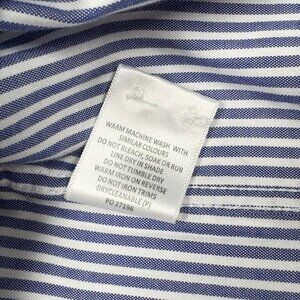 WARM MACHINE WASH WITH
SIMILAR COLOURS
DO NOT BLEACH, SOAK OR RUB
LINE DRY IN SHADE
DO NOT TUMBLE DRY
WARM IRON ON REVERSE
DO NOT IRON TRIMS
DRYCLEANABLE (P)
PO 27196